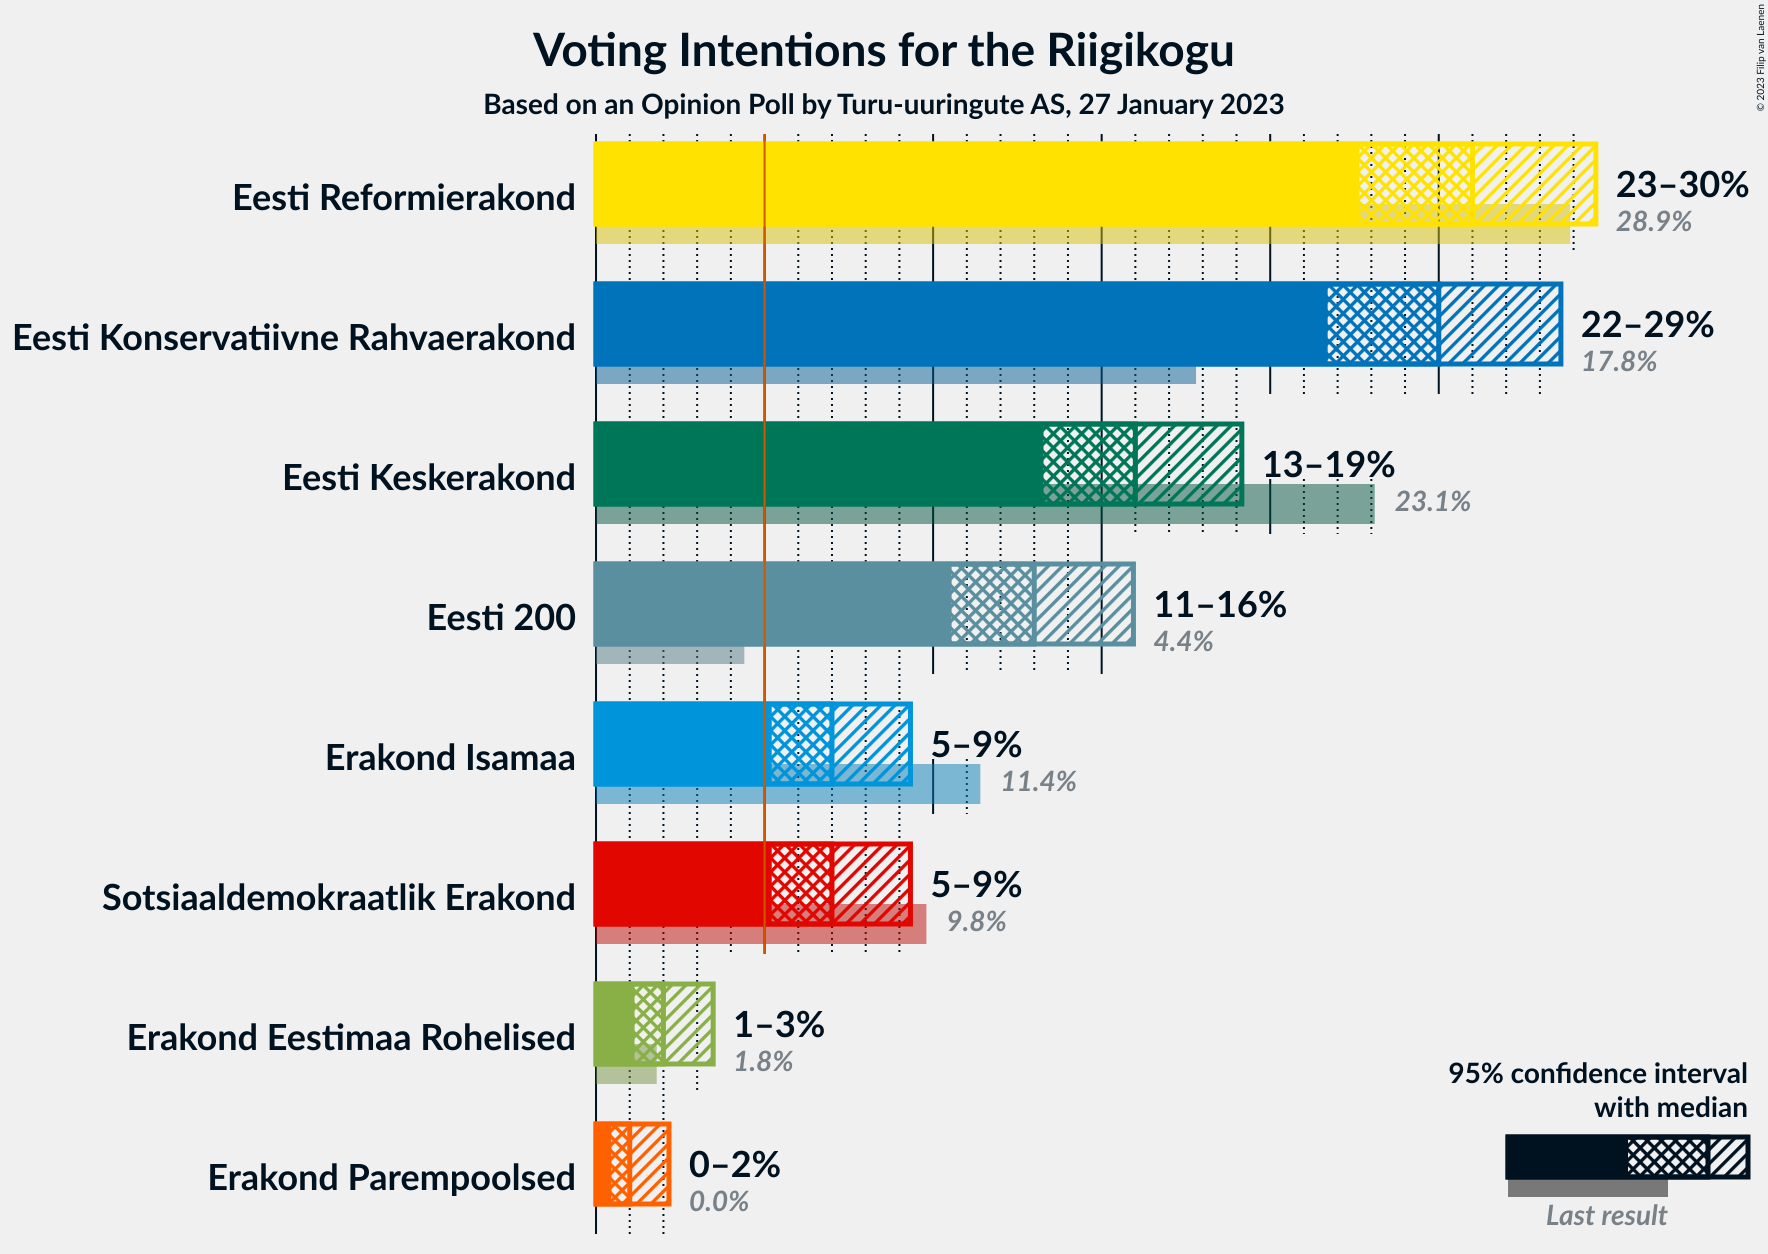 © 2023 Filip van Laenen
Voting Intentions for the Riigikogu
Based on an Opinion Poll by Turu-uuringute AS, 27 January 2023
Eesti Reformierakond
23–30%
28.9%
Eesti Konservatiivne Rahvaerakond
22–29%
17.8%
Eesti Keskerakond
13–19%
23.1%
Eesti 200
11–16%
4.4%
Erakond Isamaa
5–9%
11.4%
Sotsiaaldemokraatlik Erakond
5–9%
9.8%
Erakond Eestimaa Rohelised
1–3%
1.8%
Erakond Parempoolsed
0–2%
0.0%
95% confidence interval
with median
Last result